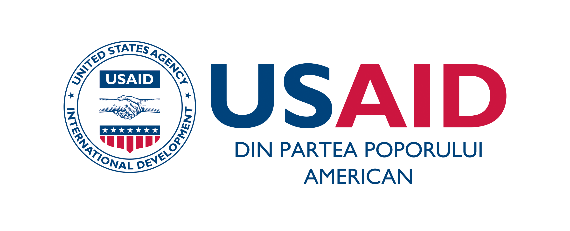 UNITED STATES AGENCY
USAID
INTERNATIONAL DEVELOPMENT
USAID
DIN PARTEA POPORULUI
AMERICAN